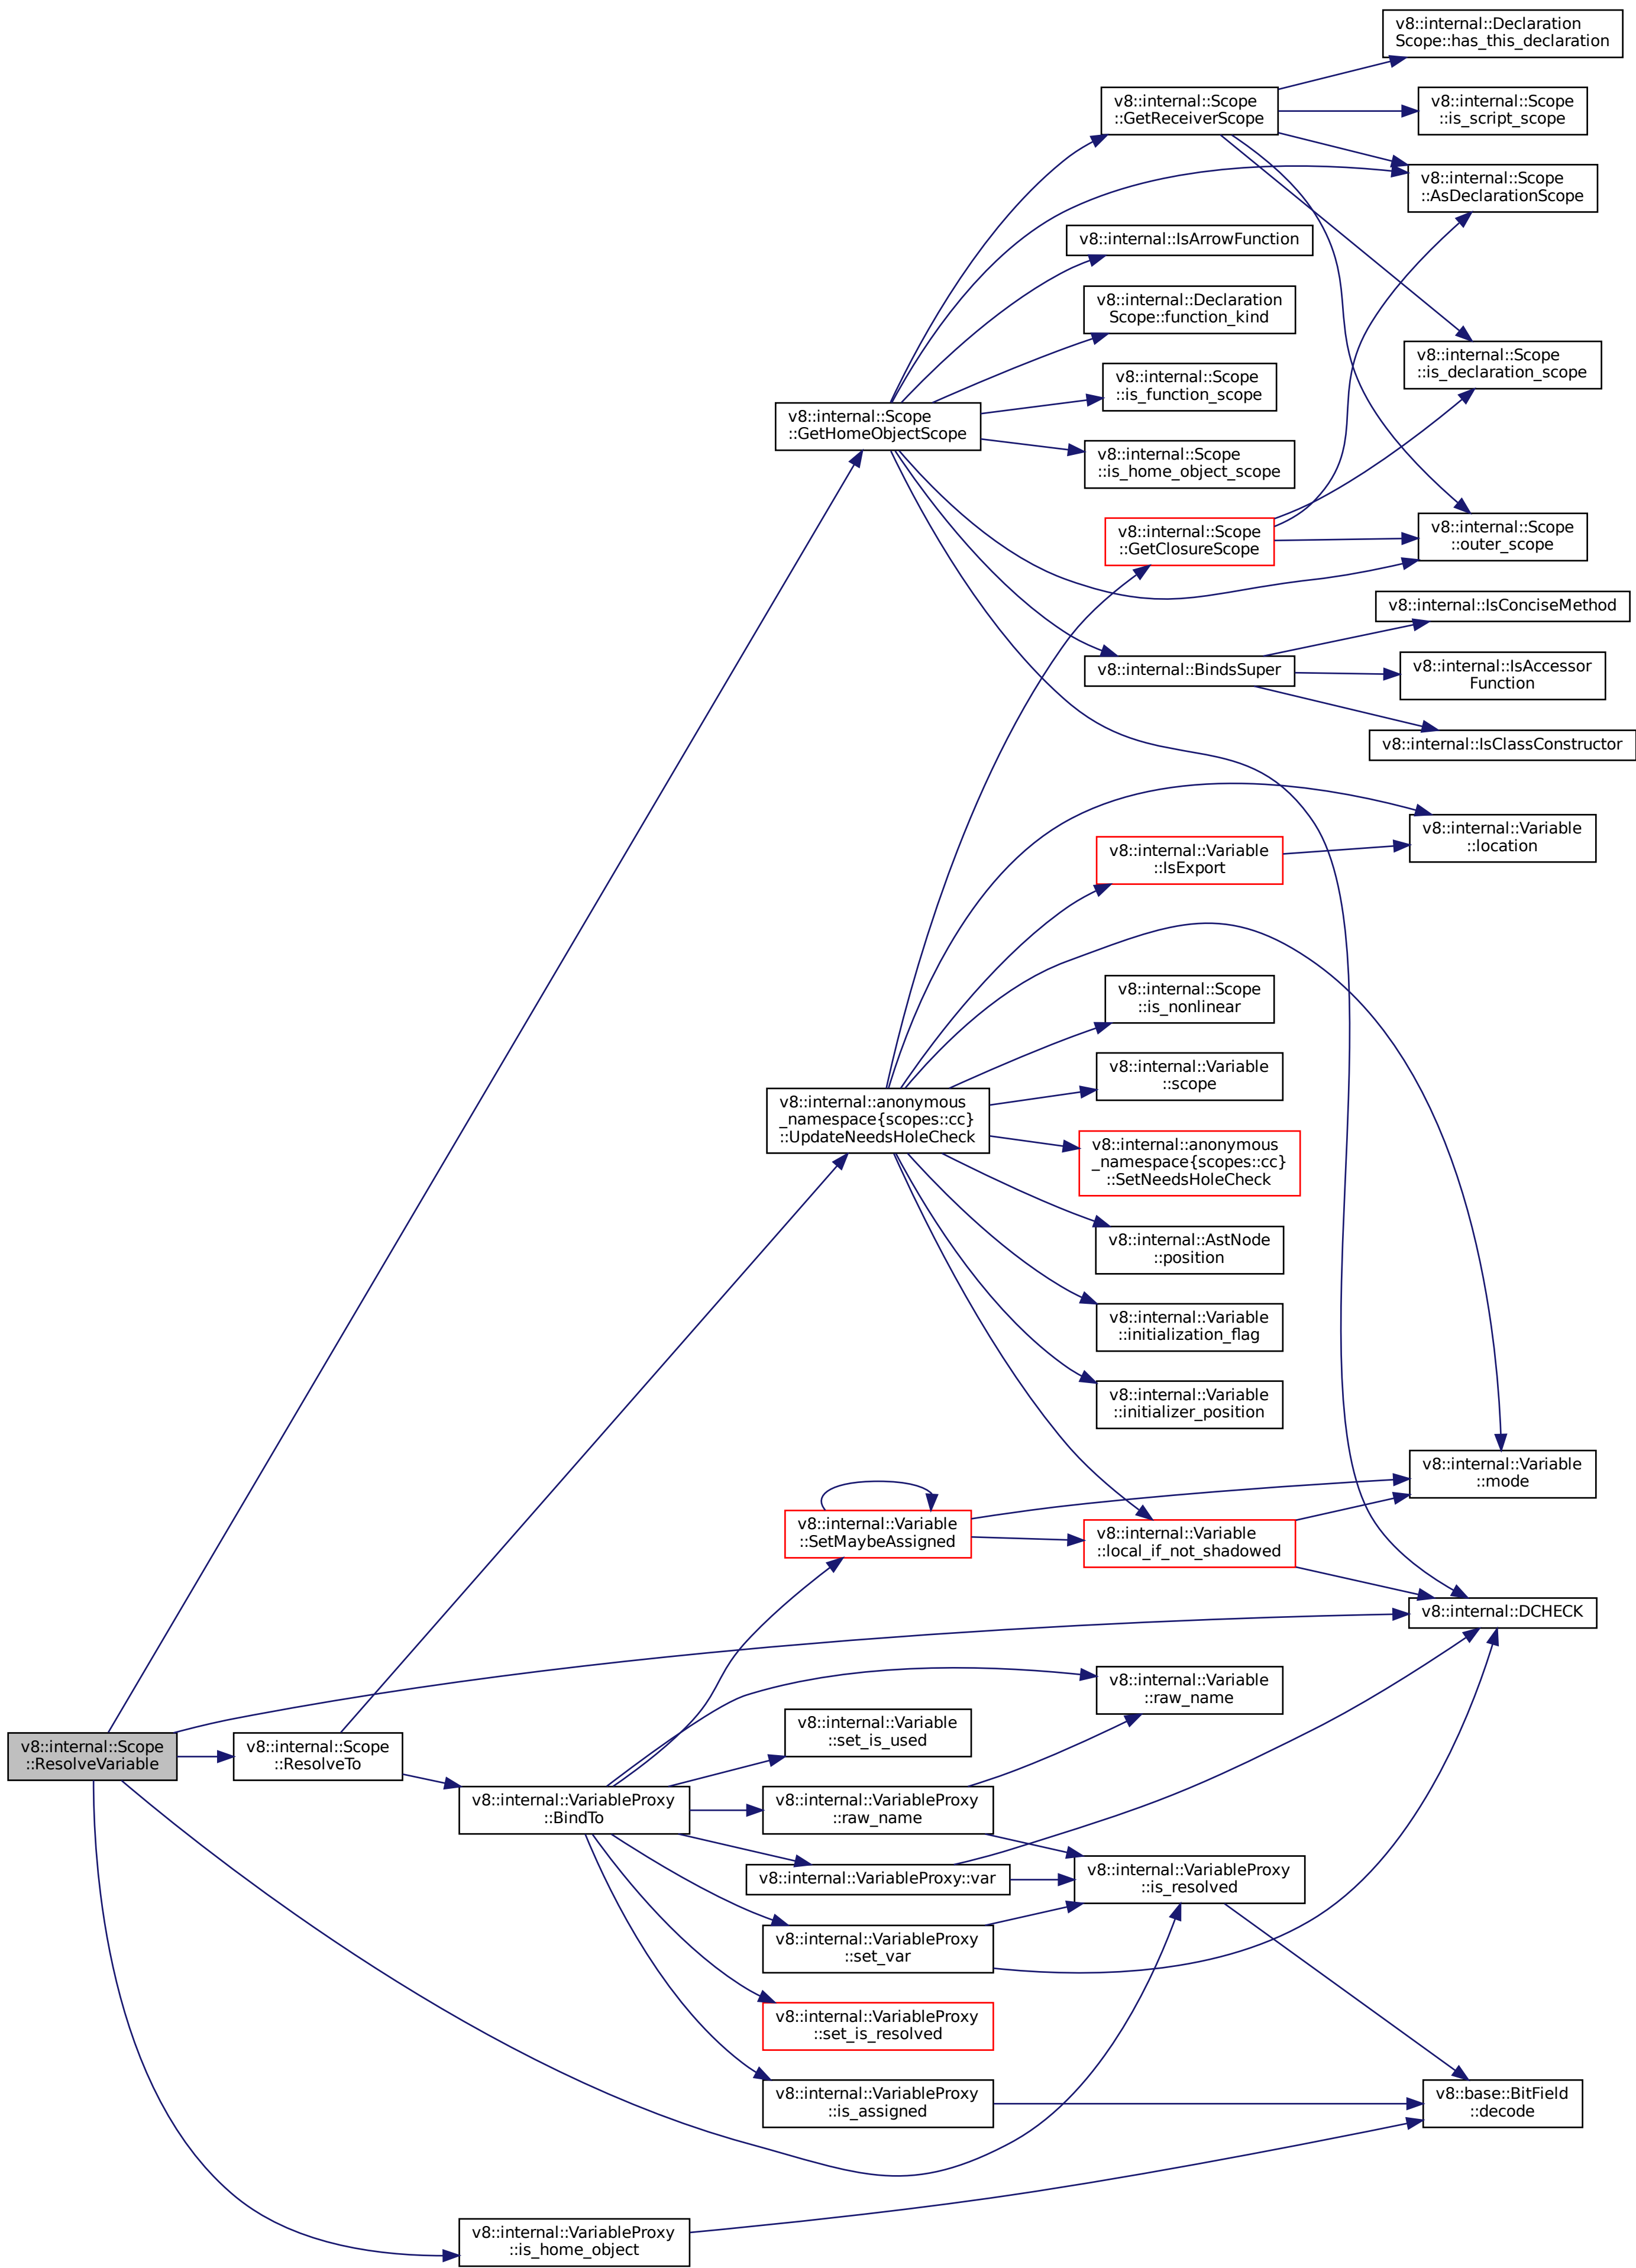 v8::internal::Declaration
Scope::has_this_declaration
v8::internal::Scope
::GetReceiverScope
v8::internal::Scope
::is_script_scope
v8::internal::Scope
::AsDeclarationScope
v8::internal::IsArrowFunction
v8::internal::Declaration
Scope::function_kind
v8::internal::Scope
::is_declaration_scope
v8::internal::Scope
::is_function_scope
v8::internal::Scope
::GetHomeObjectScope
v8::internal::Scope
::is_home_object_scope
v8::internal::Scope
::GetClosureScope
v8::internal::Scope
::outer_scope
v8::internal::IsConciseMethod
v8::internal::BindsSuper
v8::internal::IsAccessor
Function
v8::internal::IsClassConstructor
v8::internal::Variable
::location
v8::internal::Variable
::IsExport
v8::internal::Scope
::is_nonlinear
v8::internal::Variable
::scope
v8::internal::anonymous
_namespace{scopes::cc}
::UpdateNeedsHoleCheck
v8::internal::anonymous
_namespace{scopes::cc}
::SetNeedsHoleCheck
v8::internal::AstNode
::position
v8::internal::Variable
::initialization_flag
v8::internal::Variable
::initializer_position
v8::internal::Variable
::mode
v8::internal::Variable
::SetMaybeAssigned
v8::internal::Variable
::local_if_not_shadowed
v8::internal::DCHECK
v8::internal::Variable
::raw_name
v8::internal::Variable
::set_is_used
v8::internal::Scope
::ResolveVariable
v8::internal::Scope
::ResolveTo
v8::internal::VariableProxy
::BindTo
v8::internal::VariableProxy
::raw_name
v8::internal::VariableProxy::var
v8::internal::VariableProxy
::is_resolved
v8::internal::VariableProxy
::set_var
v8::internal::VariableProxy
::set_is_resolved
v8::internal::VariableProxy
::is_assigned
v8::base::BitField
::decode
v8::internal::VariableProxy
::is_home_object